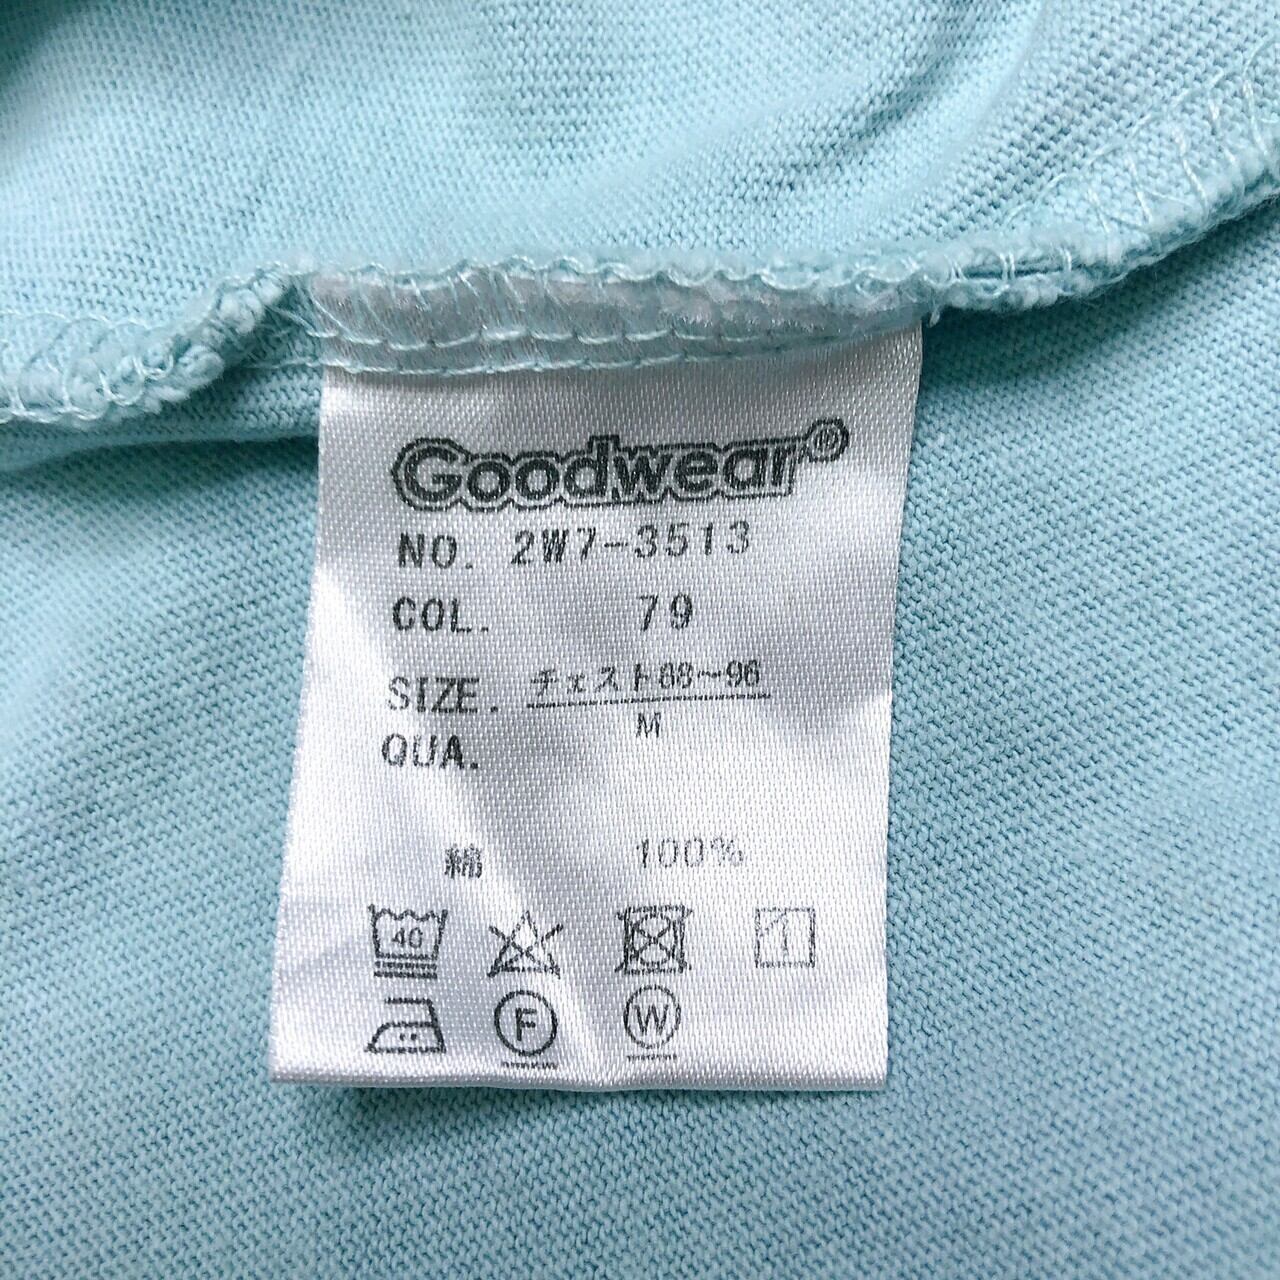 Goodwear®
NO. 2W7-3513
COL. 79
SIZE. チェスト88～96
M
QUA.
綿 100%
40
F
W